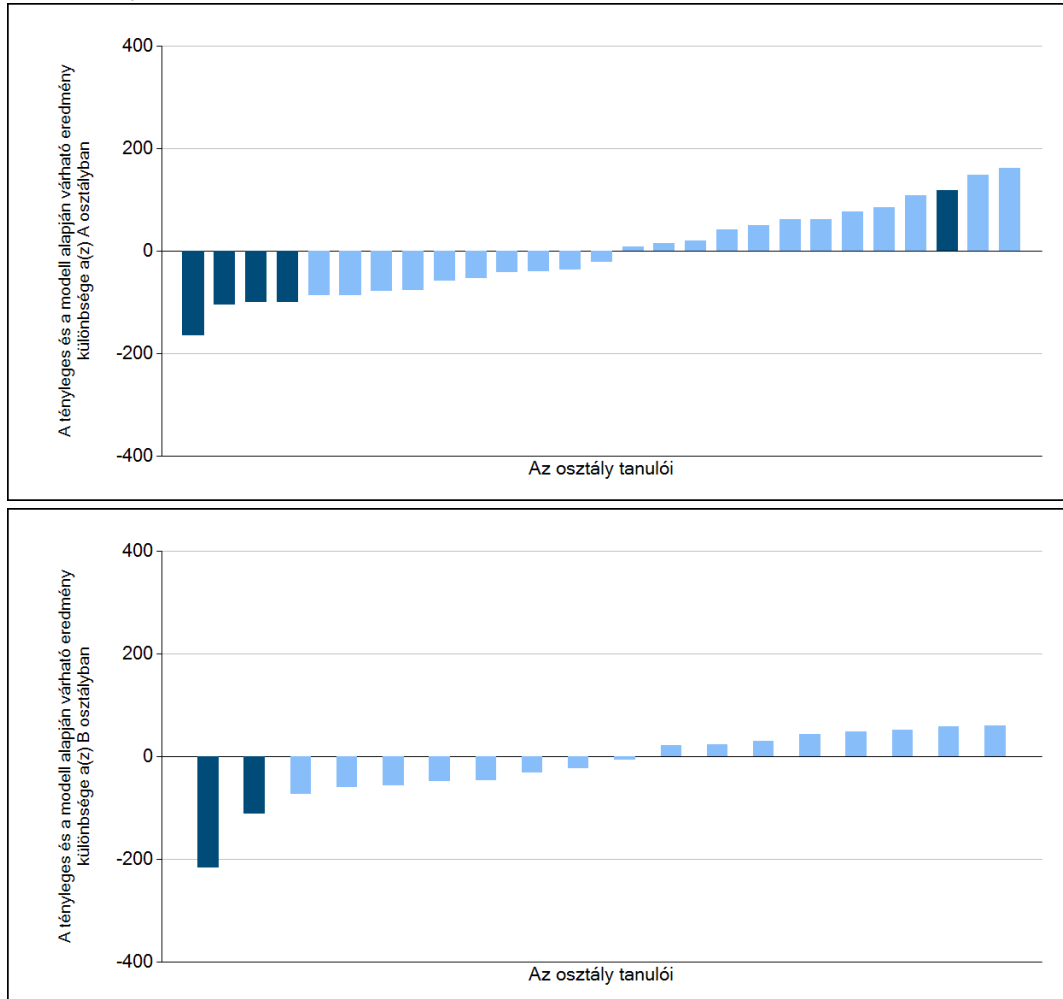 A tényleges és a modell alapján várható eredmény
különbsége a(z) A osztályban
400
200
0
-200
-400
Az osztály tanulói
A tényleges és a modell alapján várható eredmény
különbsége a(z) B osztályban
400
200
0
-200
-400
Az osztály tanulói